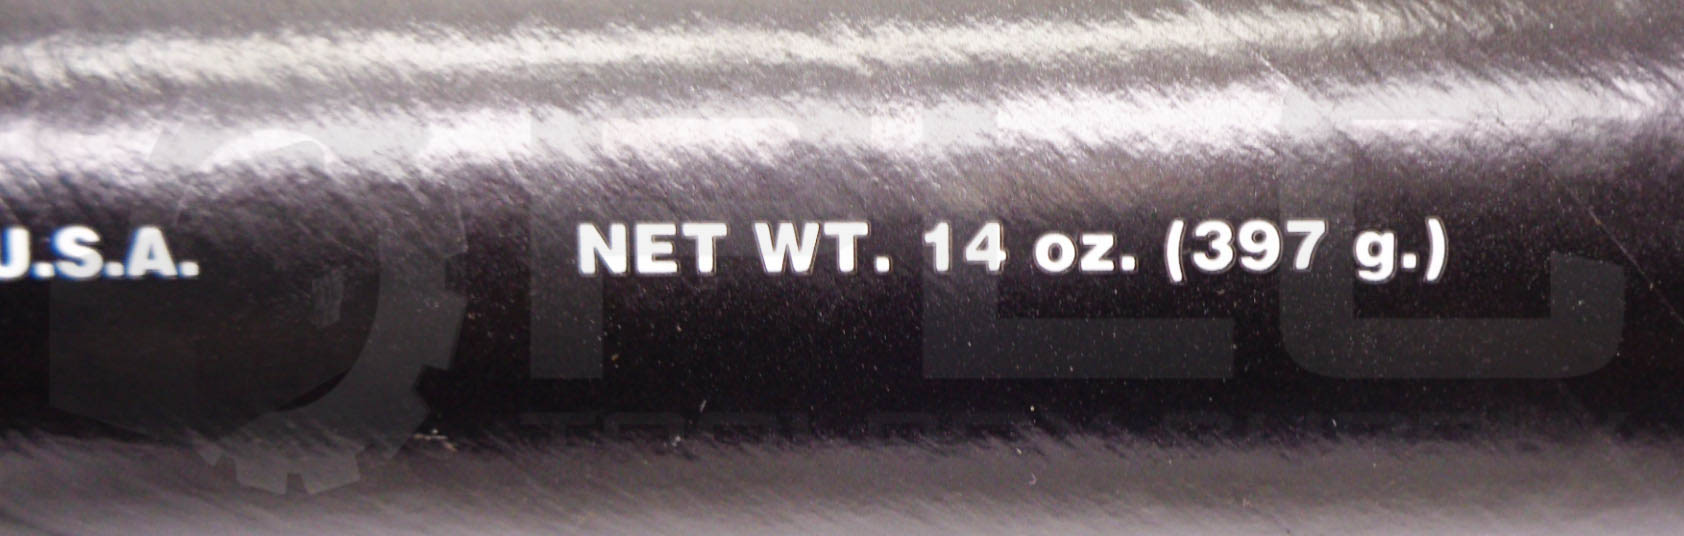 U.S.A. NET WT. 14 oz. (397 g.)